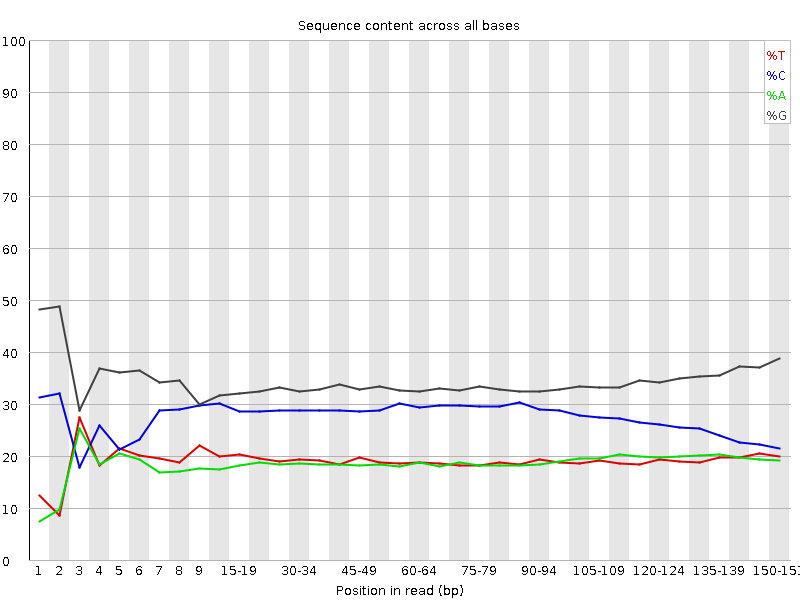 Sequence content across all bases
100
90
80
70
60
50
40
30
20
10
0
%T
%C
%A
%G
1 2 3 4 5 6 7 8 9 15-19 30-34 45-49 60-64 75-79 90-94 105-109 120-124 135-139 150-151
Position in read (bp)